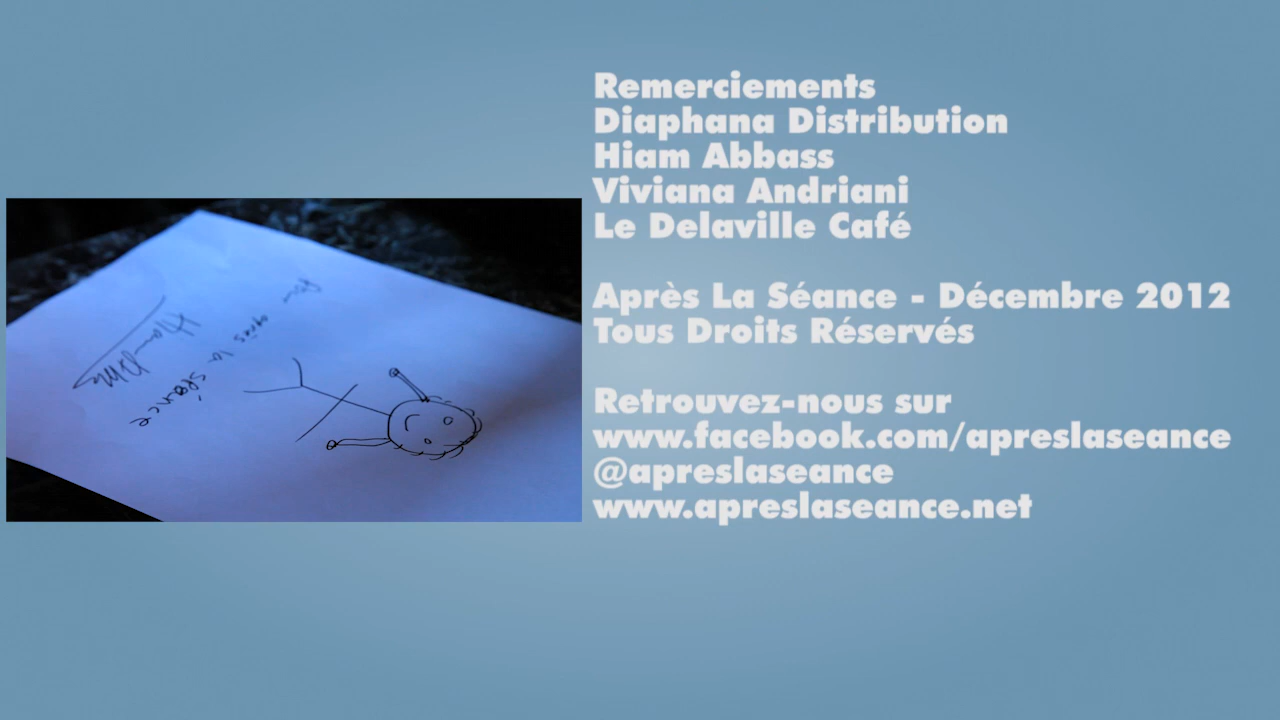 Remerciements
Diaphana Distribution
Hiam Abbass
Viviana Andriani
Le Delaville Café
Après La Séance - Décembre 2012
Tous Droits Réservés
Retrouvez-nous sur
www.facebook.com/apreslaseance
@apreslaseance
www.apreslaseance.net
après la séance
Hiam